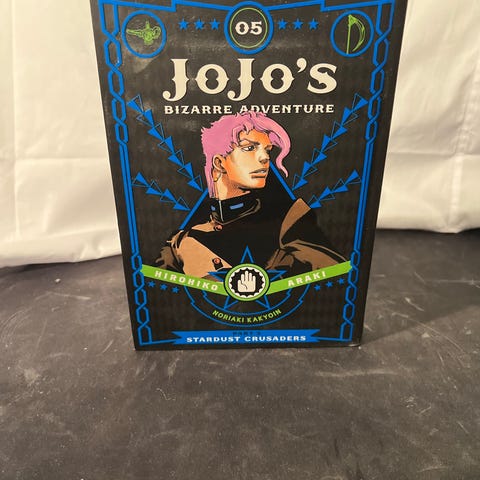 05
JOJO'S
BIZARRE ADVENTURE
HIROHIKO ARAKI
NORIAKI KAKYOIN
PART 3
STARDUST CRUSADERS